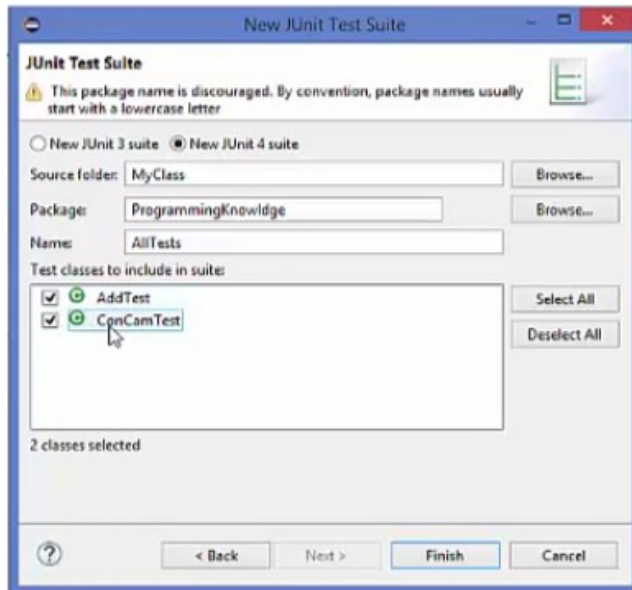 New JUnit Test Suite
JUnit Test Suite
This package name is discouraged. By convention, package names usually
start with a lowercase letter
New JUnit 3 suite New JUnit 4 suite
Source folder: MyClass Browse...
Package: ProgrammingKnowldge Browse...
Name: AllTests
Test classes to include in suite:
AddTest Select All
ConCamTest
Deselect All
2 classes selected
? < Back Next > Finish Cancel